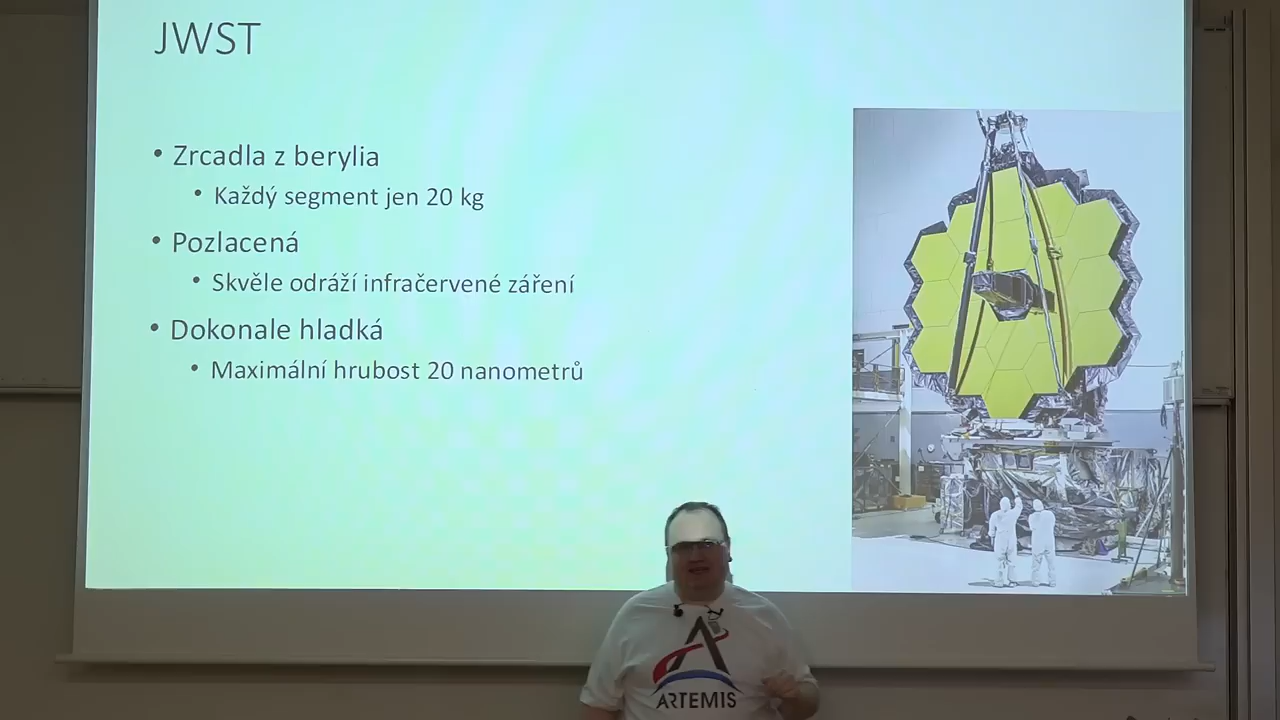 JWST
• Zrcadla z berylia
• Každý segment jen 20 kg
• Pozlacená
• Skvěle odráží infračervené záření
• Dokonale hladká
• Maximální hrubost 20 nanometrů
ARTEMIS